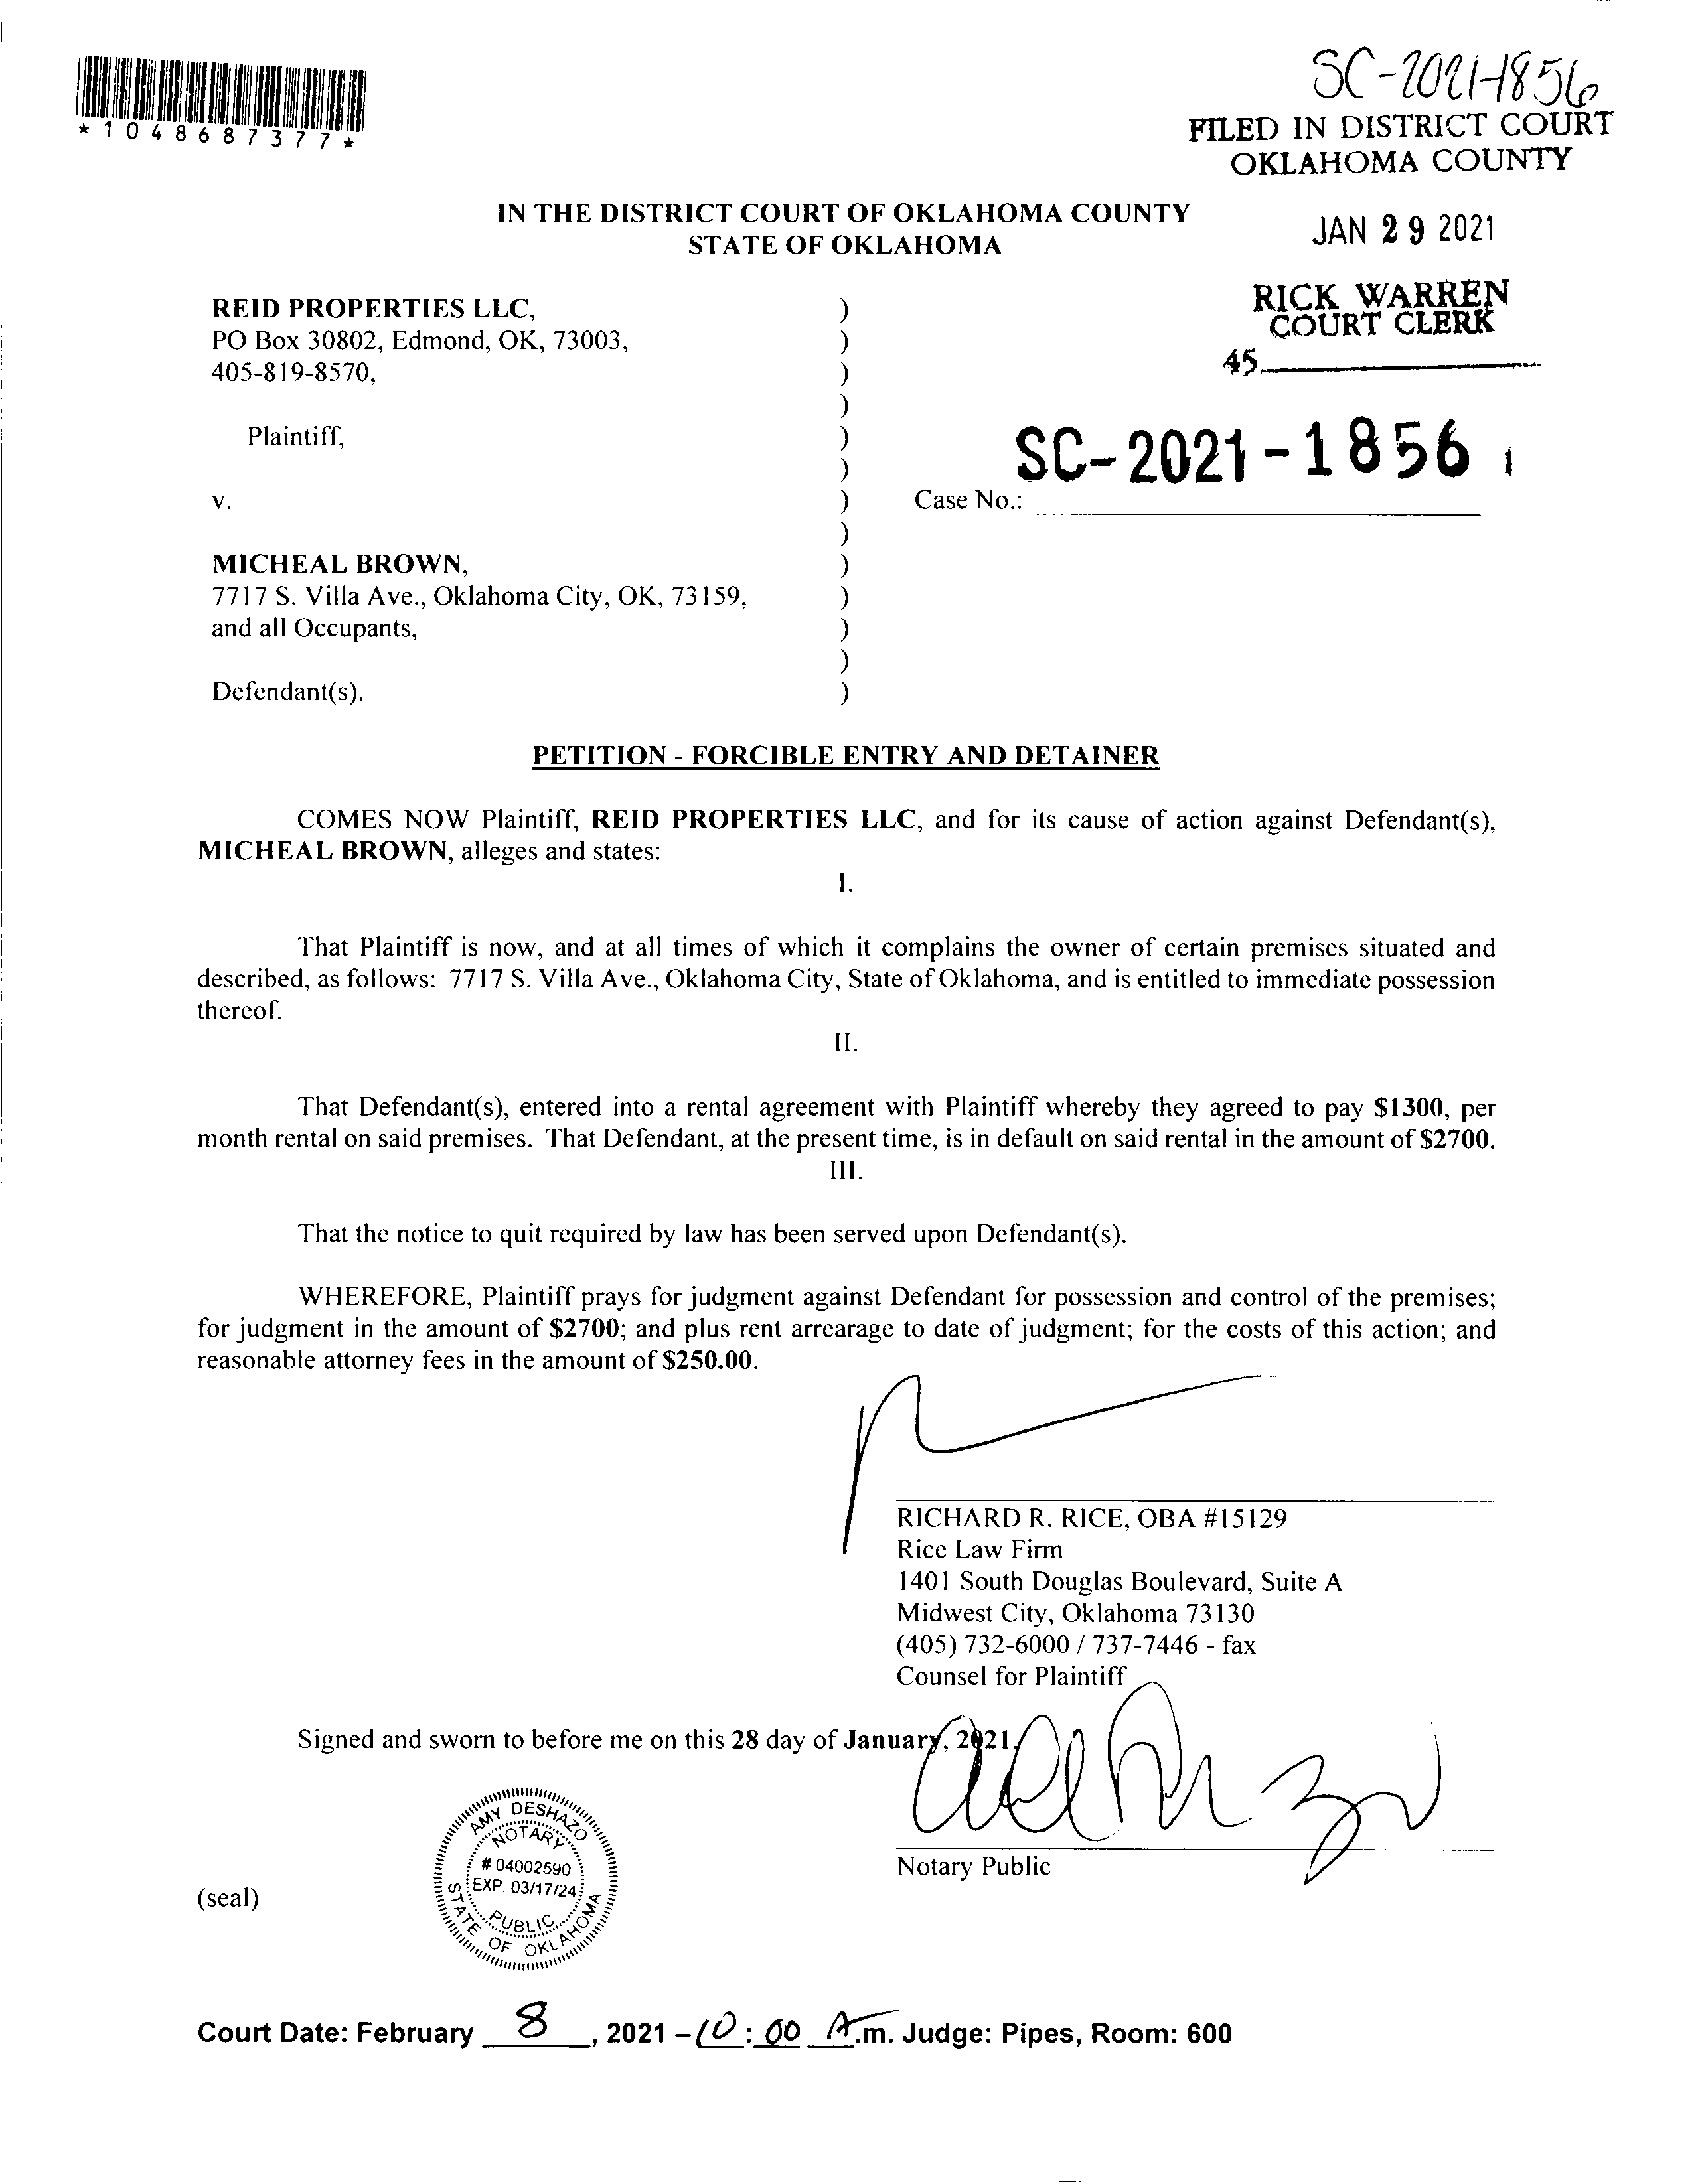 *1048687377*
SC-2021-1856
FILED IN DISTRICT COURT
OKLAHOMA COUNTY
IN THE DISTRICT COURT OF OKLAHOMA COUNTY
STATE OF OKLAHOMA
JAN 29 2021
RICK WARREN
COURT CLERK
45
REID PROPERTIES LLC, )
PO Box 30802, Edmond, OK, 73003, )
405-819-8570, )
)
Plaintiff, )
)
SC-2021-1856
v. ) Case No.:
)
MICHEAL BROWN, )
7717 S. Villa Ave., Oklahoma City, OK, 73159, )
and all Occupants, )
)
Defendant(s). )
PETITION - FORCIBLE ENTRY AND DETAINER
COMES NOW Plaintiff, REID PROPERTIES LLC, and for its cause of action against Defendant(s),
MICHEAL BROWN, alleges and states:
I.
That Plaintiff is now, and at all times of which it complains the owner of certain premises situated and
described, as follows: 7717 S. Villa Ave., Oklahoma City, State of Oklahoma, and is entitled to immediate possession
thereof.
II.
That Defendant(s), entered into a rental agreement with Plaintiff whereby they agreed to pay $1300, per
month rental on said premises. That Defendant, at the present time, is in default on said rental in the amount of $2700.
III.
That the notice to quit required by law has been served upon Defendant(s).
WHEREFORE, Plaintiff prays for judgment against Defendant for possession and control of the premises;
for judgment in the amount of $2700; and plus rent arrearage to date of judgment; for the costs of this action; and
reasonable attorney fees in the amount of $250.00.
RICHARD R. RICE, OBA #15129
Rice Law Firm
1401 South Douglas Boulevard, Suite A
Midwest City, Oklahoma 73130
(405) 732-6000 / 737-7446 - fax
Counsel for Plaintiff
Signed and sworn to before me on this 28 day of January, 2021.
AMY DESHAZO
NOTARY
# 04002590
EXP. 03/17/24
PUBLIC
STATE OF OKLAHOMA
Notary Public
(seal)
Court Date: February 8, 2021 - 10:00 A.m. Judge: Pipes, Room: 600